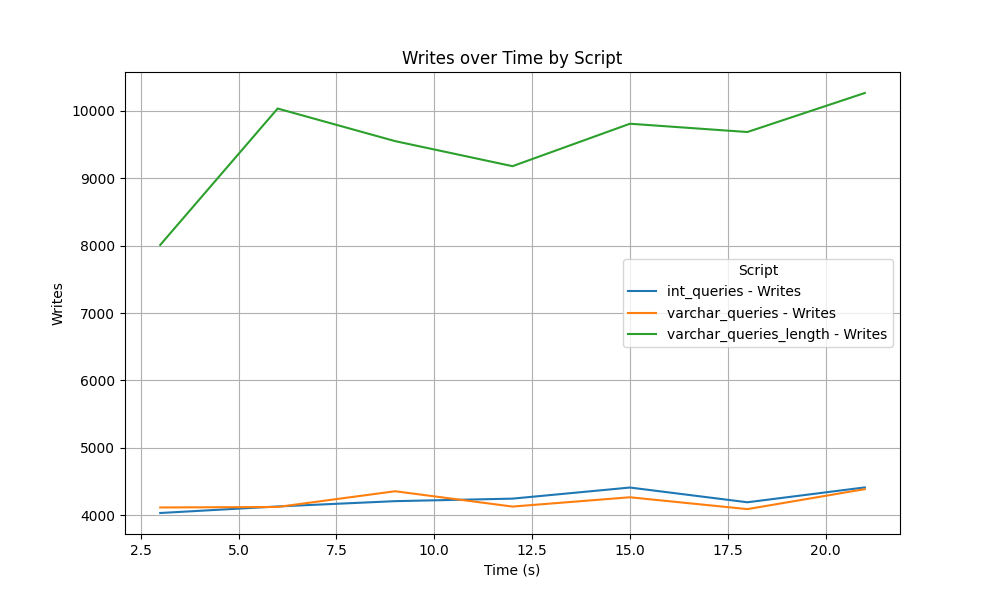 Writes over Time by Script
10000
9000
8000
7000
6000
5000
4000
Writes
Script
int_queries - Writes
varchar_queries - Writes
varchar_queries_length - Writes
2.5 5.0 7.5 10.0 12.5 15.0 17.5 20.0
Time (s)